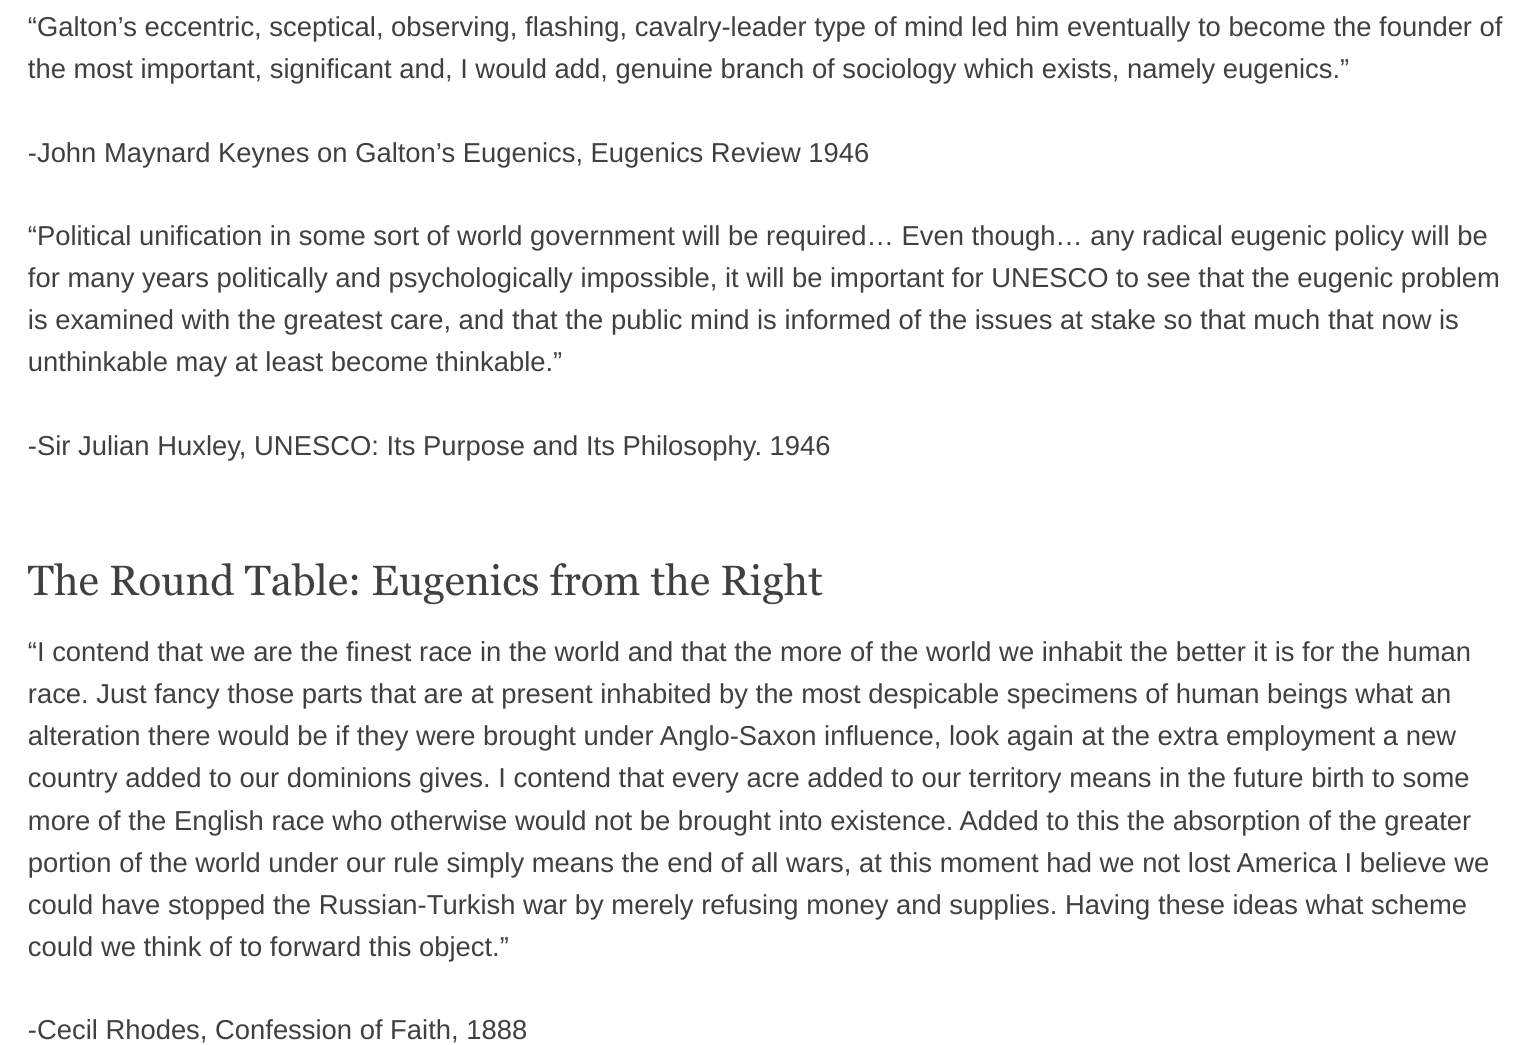 “Galton’s eccentric, sceptical, observing, flashing, cavalry-leader type of mind led him eventually to become the founder of
the most important, significant and, I would add, genuine branch of sociology which exists, namely eugenics.”
-John Maynard Keynes on Galton’s Eugenics, Eugenics Review 1946
“Political unification in some sort of world government will be required… Even though… any radical eugenic policy will be
for many years politically and psychologically impossible, it will be important for UNESCO to see that the eugenic problem
is examined with the greatest care, and that the public mind is informed of the issues at stake so that much that now is
unthinkable may at least become thinkable.”
-Sir Julian Huxley, UNESCO: Its Purpose and Its Philosophy. 1946
The Round Table: Eugenics from the Right
“I contend that we are the finest race in the world and that the more of the world we inhabit the better it is for the human
race. Just fancy those parts that are at present inhabited by the most despicable specimens of human beings what an
alteration there would be if they were brought under Anglo-Saxon influence, look again at the extra employment a new
country added to our dominions gives. I contend that every acre added to our territory means in the future birth to some
more of the English race who otherwise would not be brought into existence. Added to this the absorption of the greater
portion of the world under our rule simply means the end of all wars, at this moment had we not lost America I believe we
could have stopped the Russian-Turkish war by merely refusing money and supplies. Having these ideas what scheme
could we think of to forward this object.”
-Cecil Rhodes, Confession of Faith, 1888